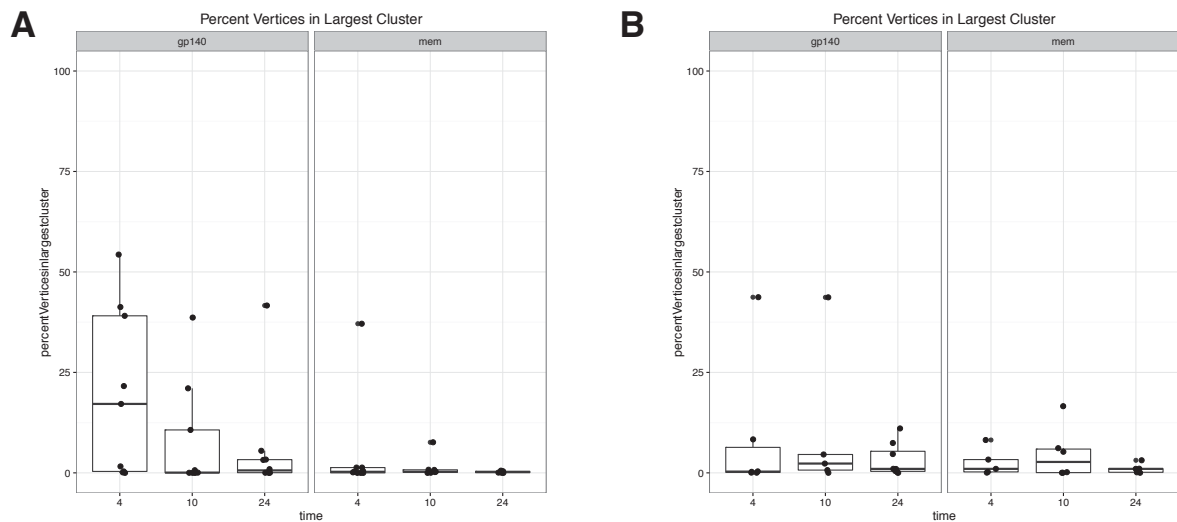 A
Percent Vertices in Largest Cluster
gp140 mem
percentVerticesinlargestcluster
100
75
50
25
0
4 10 24 4 10 24
time
B
Percent Vertices in Largest Cluster
gp140 mem
percentVerticesinlargestcluster
100
75
50
25
0
4 10 24 4 10 24
time